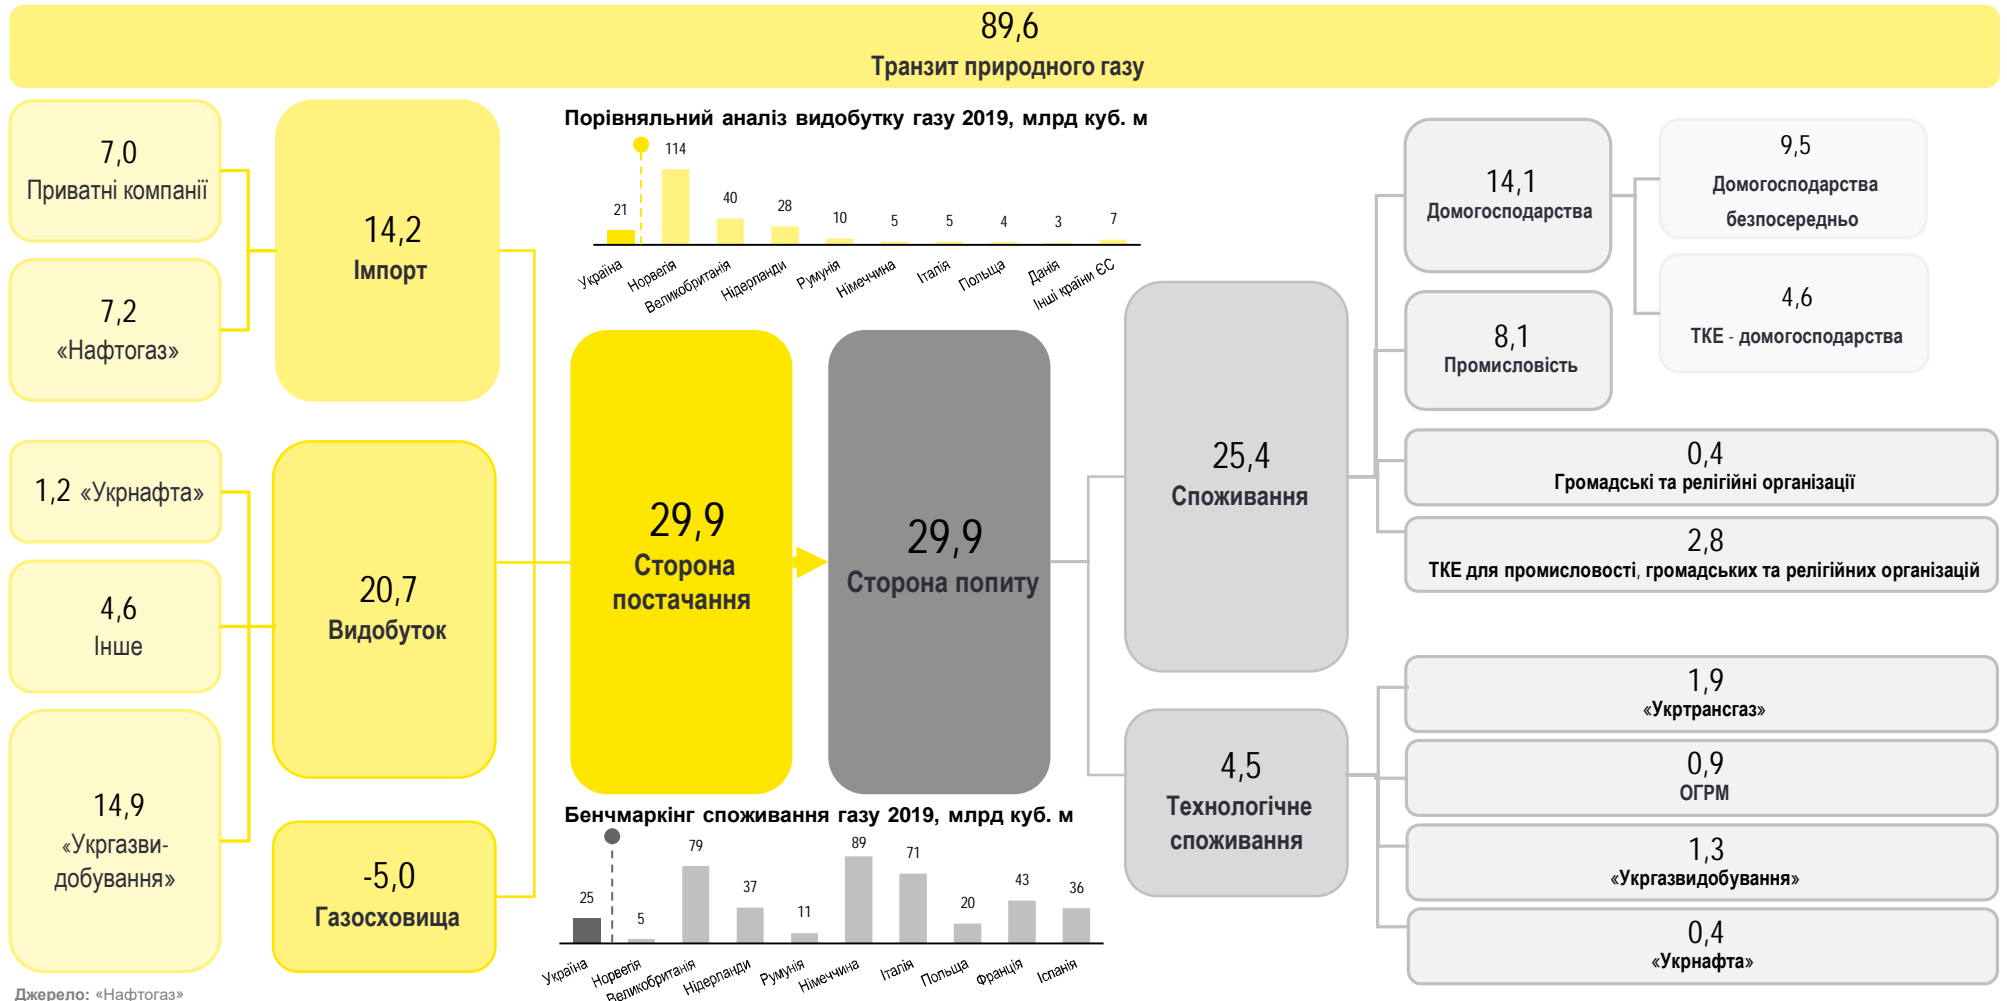 89,6
Транзит природного газу
7,0
Приватні компанії
7,2
«Нафтогаз»
14,2
Імпорт
1,2 «Укрнафта»
4,6
Інше
14,9
«Укргазви-
добування»
20,7
Видобуток
-5,0
Газосховища
Порівняльний аналіз видобутку газу 2019, млрд куб. м
21
114
40
28
10
5
5
4
3
7
Україна
Норвегія
Великобританія
Нідерланди
Румунія
Німеччина
Італія
Польща
Данія
Інші країни ЄС
29,9
Сторона
постачання
29,9
Сторона попиту
Бенчмаркінг споживання газу 2019, млрд куб. м
25
5
79
37
11
89
71
20
43
36
Україна
Норвегія
Великобританія
Нідерланди
Румунія
Німеччина
Італія
Польща
Франція
Іспанія
25,4
Споживання
4,5
Технологічне
споживання
14,1
Домогосподарства
9,5
Домогосподарства
безпосередньо
4,6
ТКЕ - домогосподарства
8,1
Промисловість
0,4
Громадські та релігійні організації
2,8
ТКЕ для промисловості, громадських та релігійних організацій
1,9
«Укртрансгаз»
0,9
ОГРМ
1,3
«Укргазвидобування»
0,4
«Укрнафта»
Джерело: «Нафтогаз»